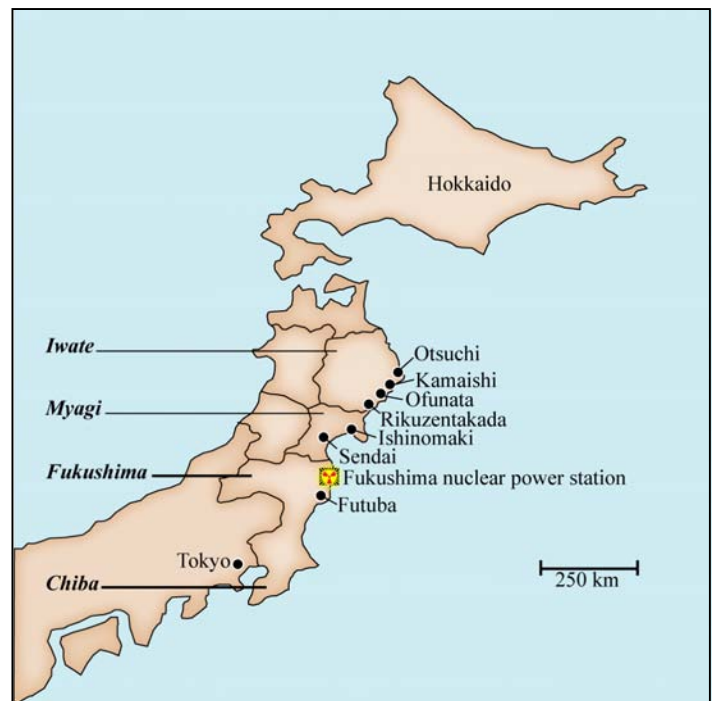 Hokkaido
Iwate
Otsuchi
Kamaishi
Myagi
Ofunata
Rikuzentakada
Ishinomaki
Sendai
Fukushima
Fukushima nuclear power station
Futuba
Tokyo
Chiba
250 km